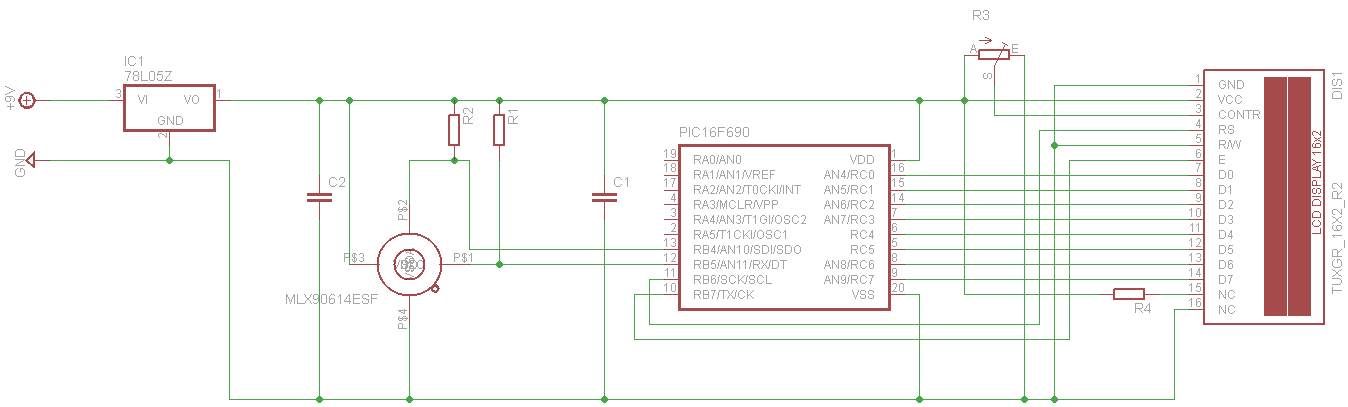 R3
A
E
S
IC1
78L05Z
+9V
3
VI
VO
1
GND
2
GND
C2
R2
R1
C1
P$2
P$3
P$1
P$4
MLX90614ESF
PIC16F690
19 RA0/AN0 VDD 1
18 RA1/AN1/VREF AN4/RC0 16
17 RA2/AN2/T0CKI/INT AN5/RC1 15
4 RA3/MCLR/VPP AN6/RC2 14
3 RA4/AN3/T1GI/OSC2 AN7/RC3 7
2 RA5/T1CKI/OSC1 RC4 6
13 RB4/AN10/SDI/SDO RC5 5
12 RB5/AN11/RX/DT AN8/RC6 8
11 RB6/SCK/SCL AN9/RC7 9
10 RB7/TX/CK VSS 20
R4
1 GND
2 VCC
3 CONTR
4 RS
5 R/W
6 E
7 D0
8 D1
9 D2
10 D3
11 D4
12 D5
13 D6
14 D7
15 NC
16 NC
LCD DISPLAY 16x2
DIS1
TUXGR_16X2_R2